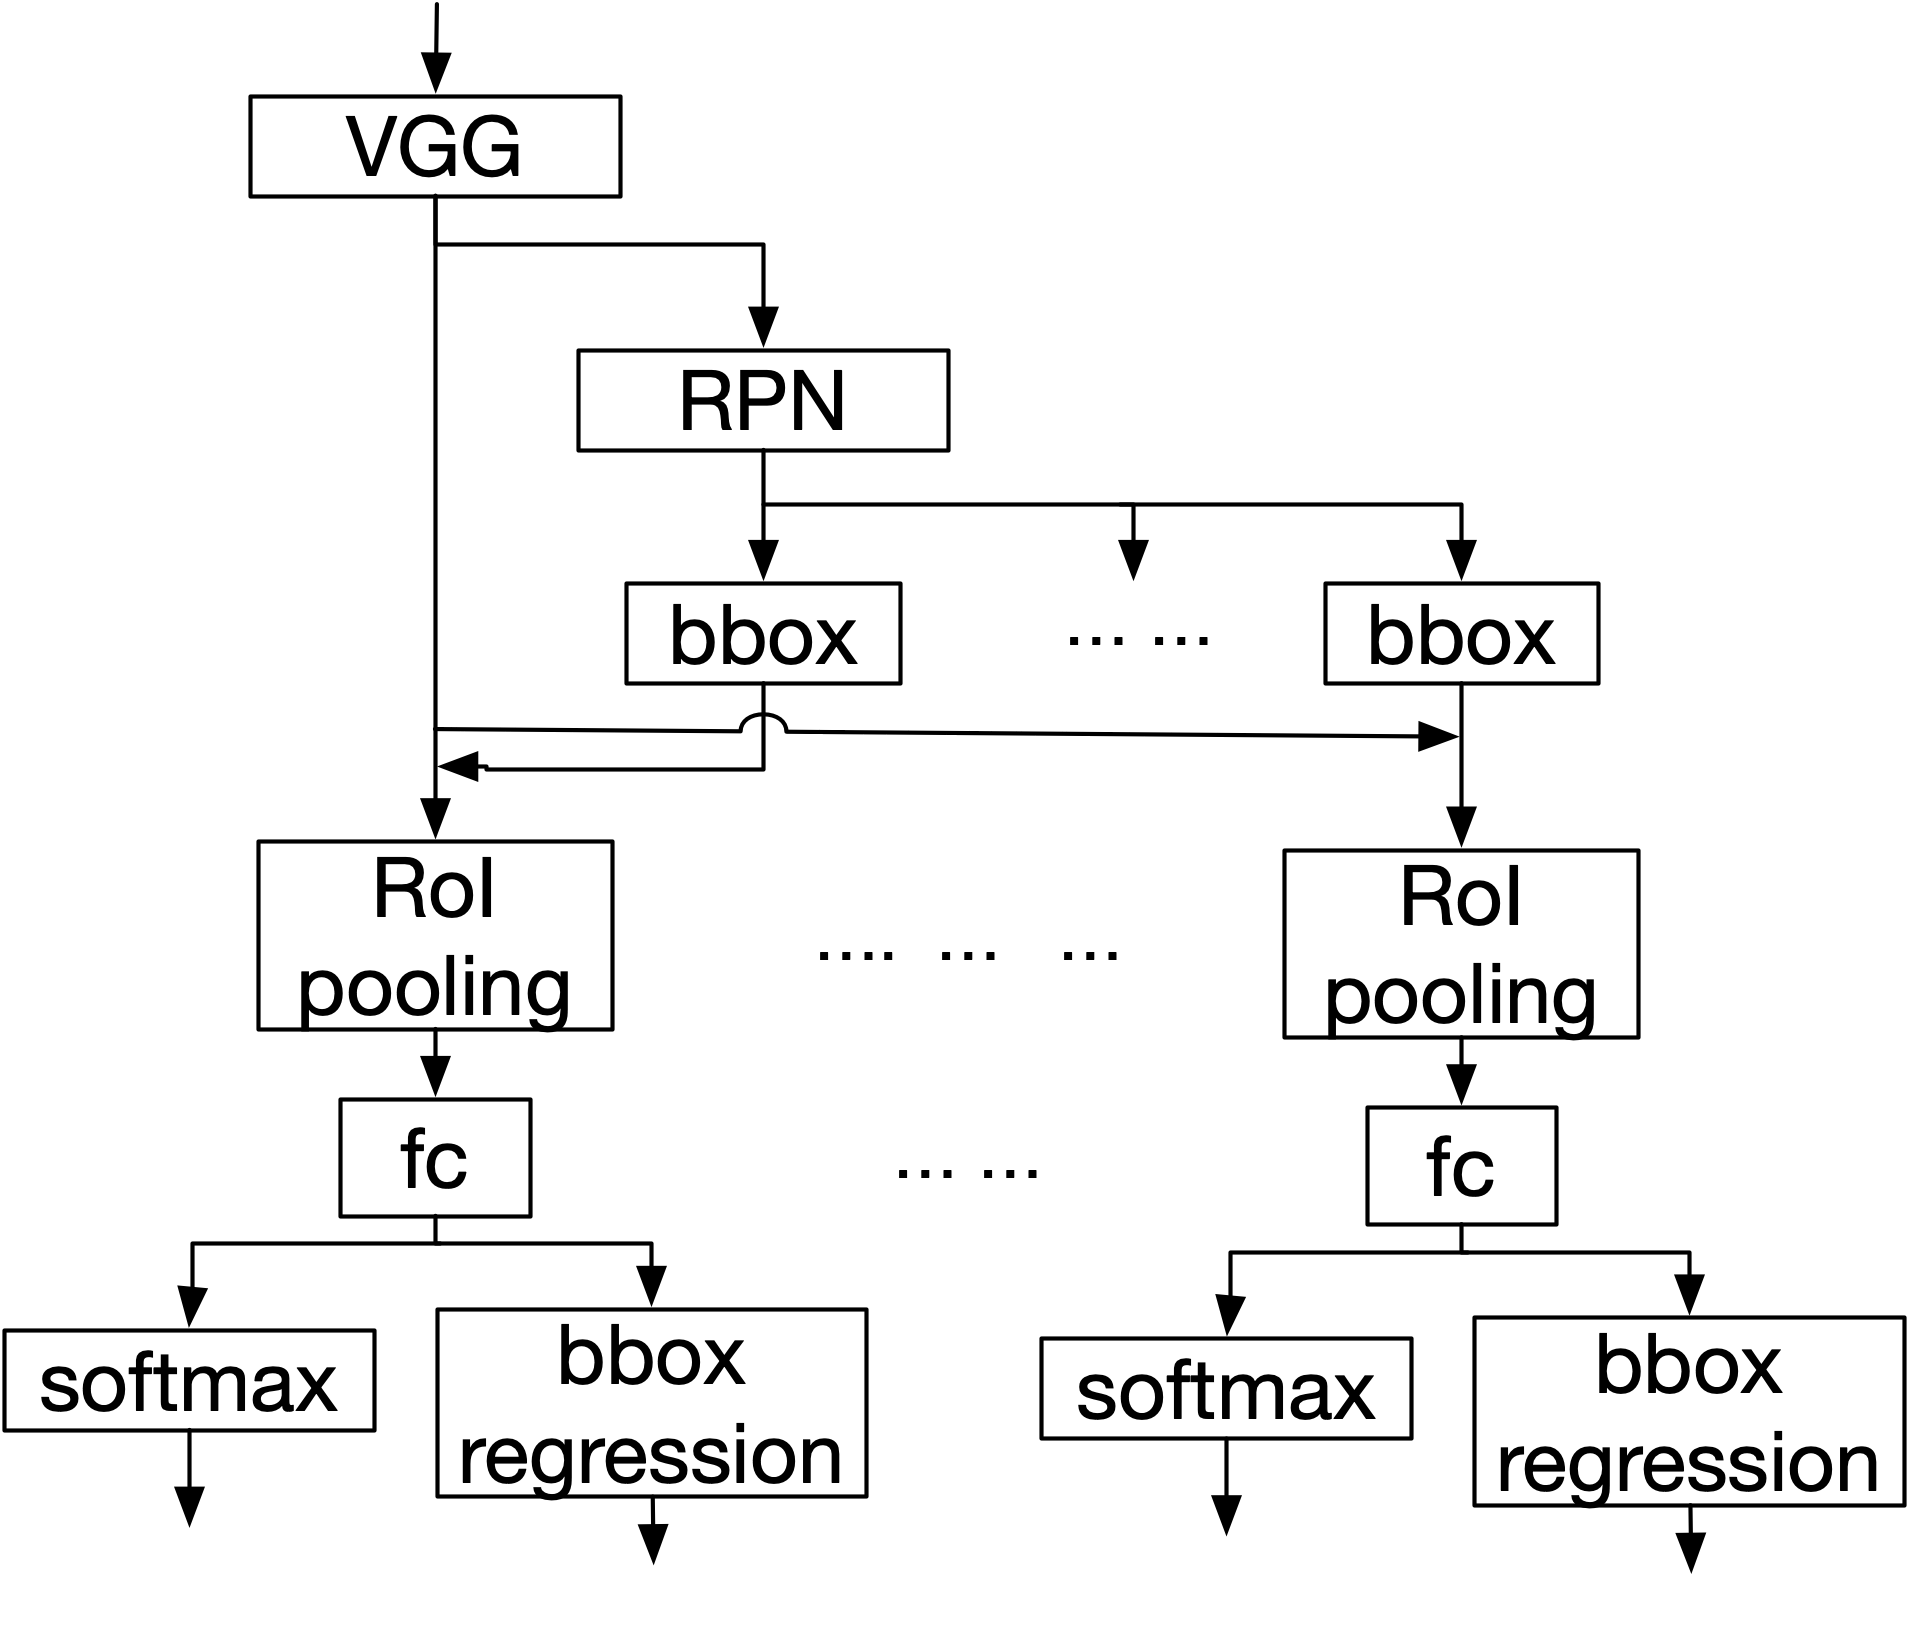 VGG
RPN
bbox
... ...
bbox
RoI
pooling
.... ... ...
RoI
pooling
fc
... ...
fc
softmax
bbox
regression
softmax
bbox
regression